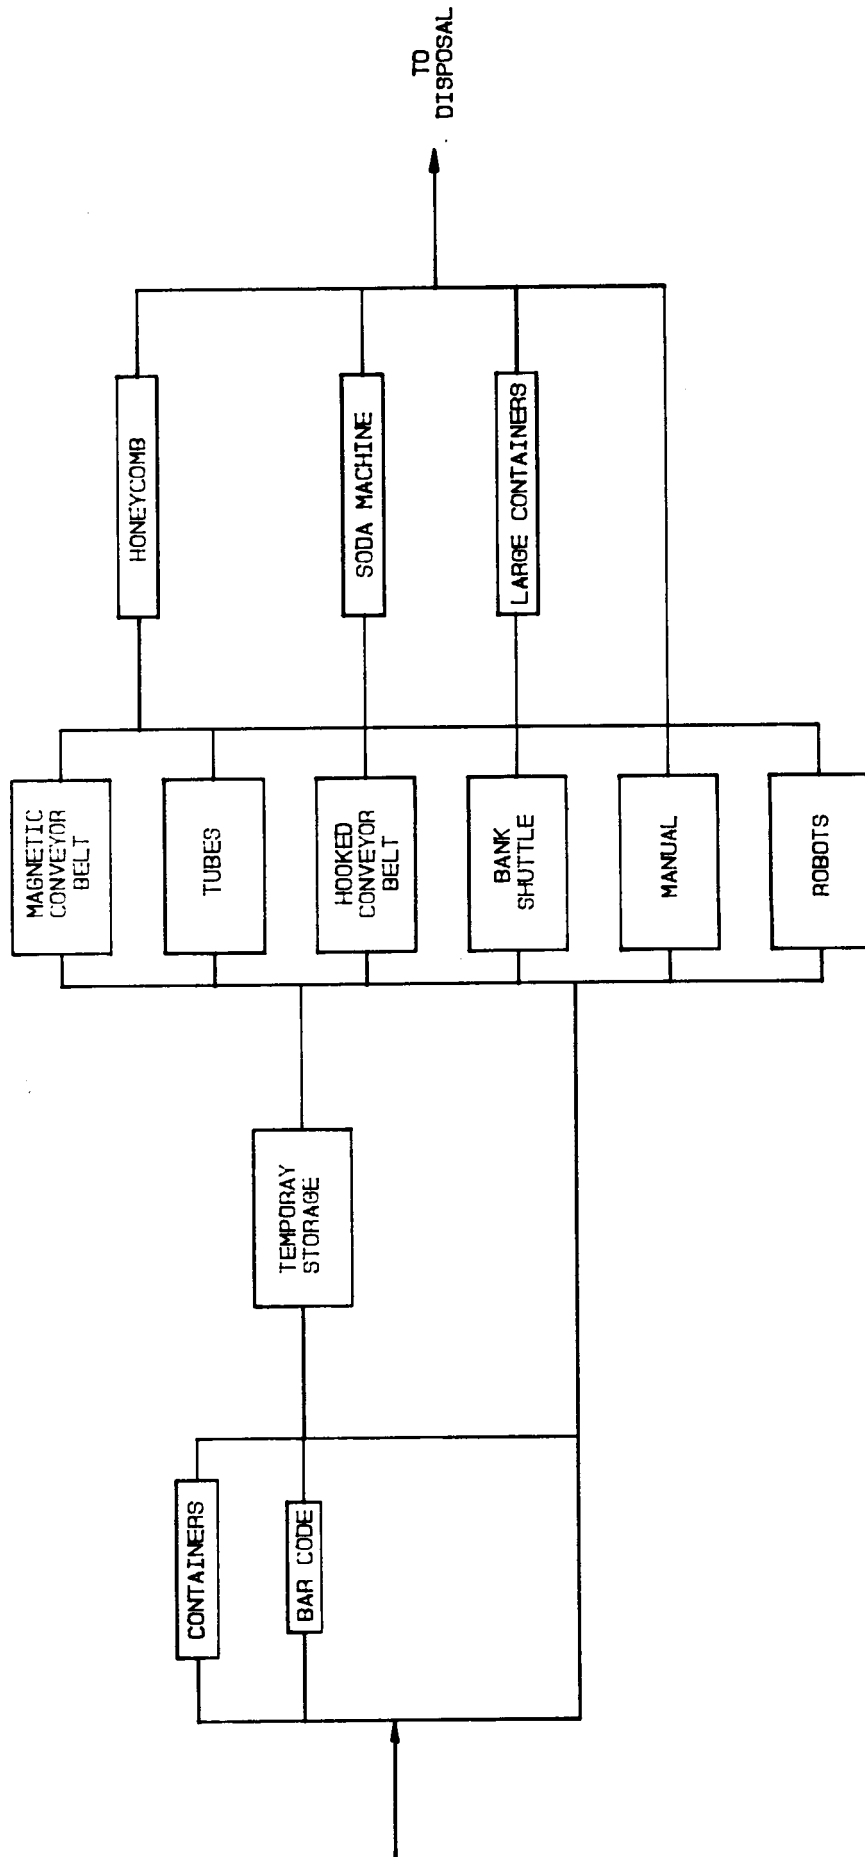 CONTAINERS
BAR CODE
TEMPORAY
STORAGE
MAGNETIC
CONVEYOR
BELT
TUBES
HOOKED
CONVEYOR
BELT
BANK
SHUTTLE
MANUAL
ROBOTS
HONEYCOMB
SODA MACHINE
LARGE CONTAINERS
TO
DISPOSAL